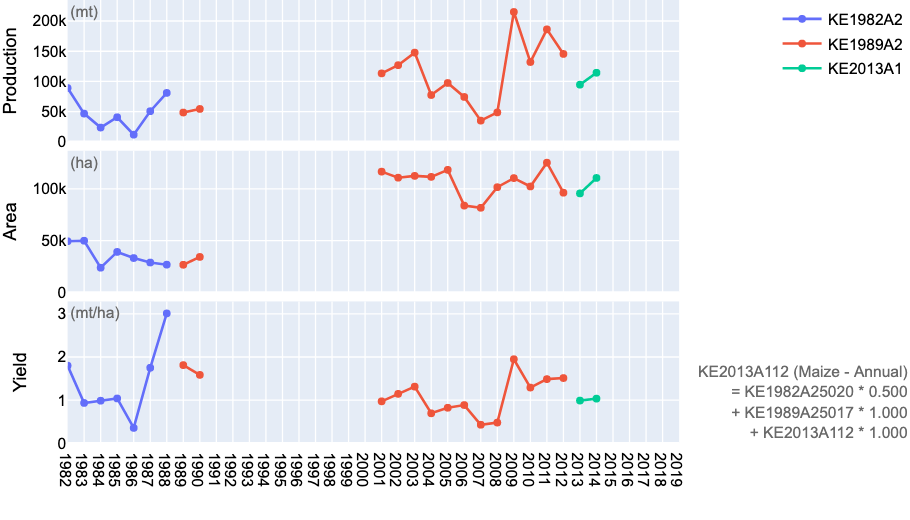 (mt)
200k
150k
100k
50k
0
Production
KE1982A2
KE1989A2
KE2013A1
(ha)
100k
50k
0
Area
(mt/ha)
3
2
1
0
Yield
KE2013A112 (Maize - Annual)
= KE1982A25020 * 0.500
+ KE1989A25017 * 1.000
+ KE2013A112 * 1.000
1982
1983
1984
1985
1986
1987
1988
1989
1990
1991
1992
1993
1994
1995
1996
1997
1998
1999
2000
2001
2002
2003
2004
2005
2006
2007
2008
2009
2010
2011
2012
2013
2014
2015
2016
2017
2018
2019